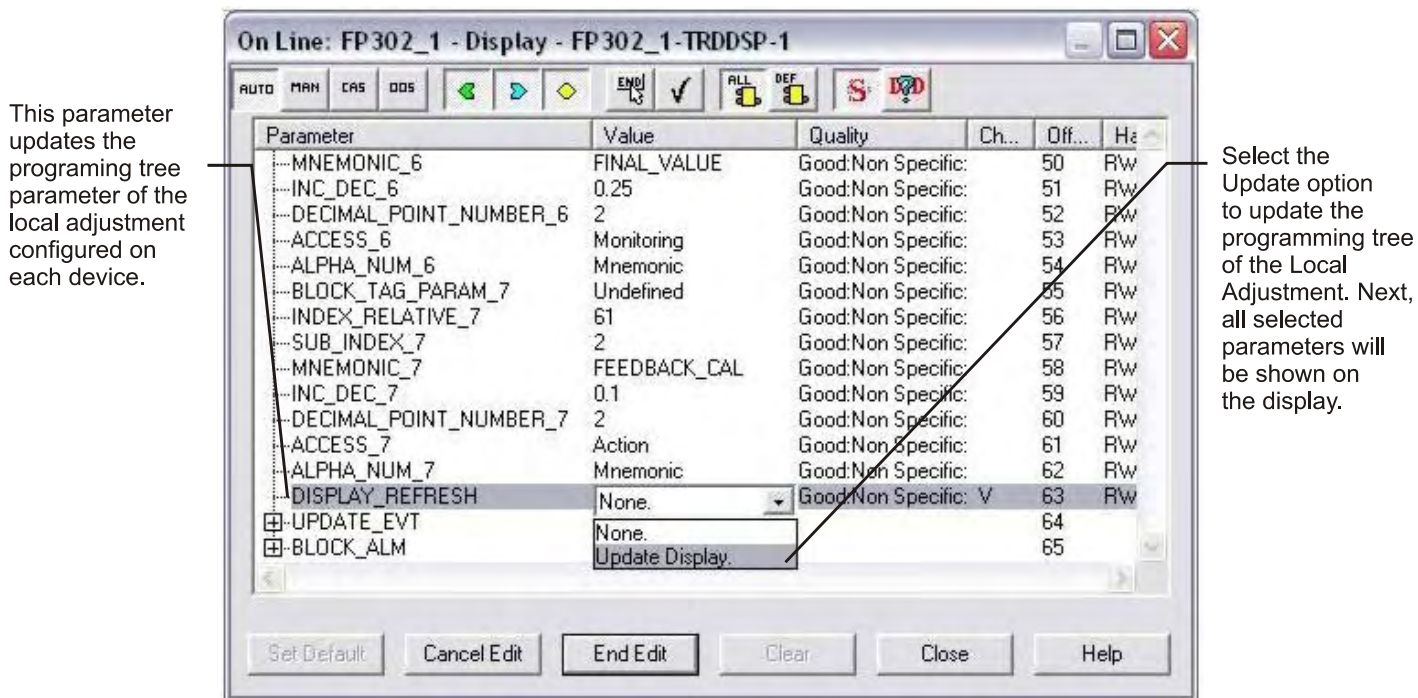 This parameter
updates the
programing tree
parameter of the
local adjustment
configured on
each device.
On Line: FP302_1 - Display - FP302_1-TRDDSP-1
AUTO MAN CAS OOS END ALL DEF S DD
Parameter Value Quality Ch... Off... Ha
MNEMONIC_6 FINAL_VALUE Good:Non Specific: 50 RW
INC_DEC_6 0.25 Good:Non Specific: 51 RW
DECIMAL_POINT_NUMBER_6 2 Good:Non Specific: 52 RW
ACCESS_6 Monitoring Good:Non Specific: 53 RW
ALPHA_NUM_6 Mnemonic Good:Non Specific: 54 RW
BLOCK_TAG_PARAM_7 Undefined Good:Non Specific: 55 RW
INDEX_RELATIVE_7 61 Good:Non Specific: 56 RW
SUB_INDEX_7 2 Good:Non Specific: 57 RW
MNEMONIC_7 FEEDBACK_CAL Good:Non Specific: 58 RW
INC_DEC_7 0.1 Good:Non Specific: 59 RW
DECIMAL_POINT_NUMBER_7 2 Good:Non Specific: 60 RW
ACCESS_7 Action Good:Non Specific: 61 RW
ALPHA_NUM_7 Mnemonic Good:Non Specific: 62 RW
DISPLAY_REFRESH None. Good:Non Specific: V 63 RW
UPDATE_EVT None. 64
BLOCK_ALM Update Display. 65
Set Default Cancel Edit End Edit Clear Close Help
Select the
Update option
to update the
programming tree
of the Local
Adjustment. Next,
all selected
parameters will
be shown on
the display.